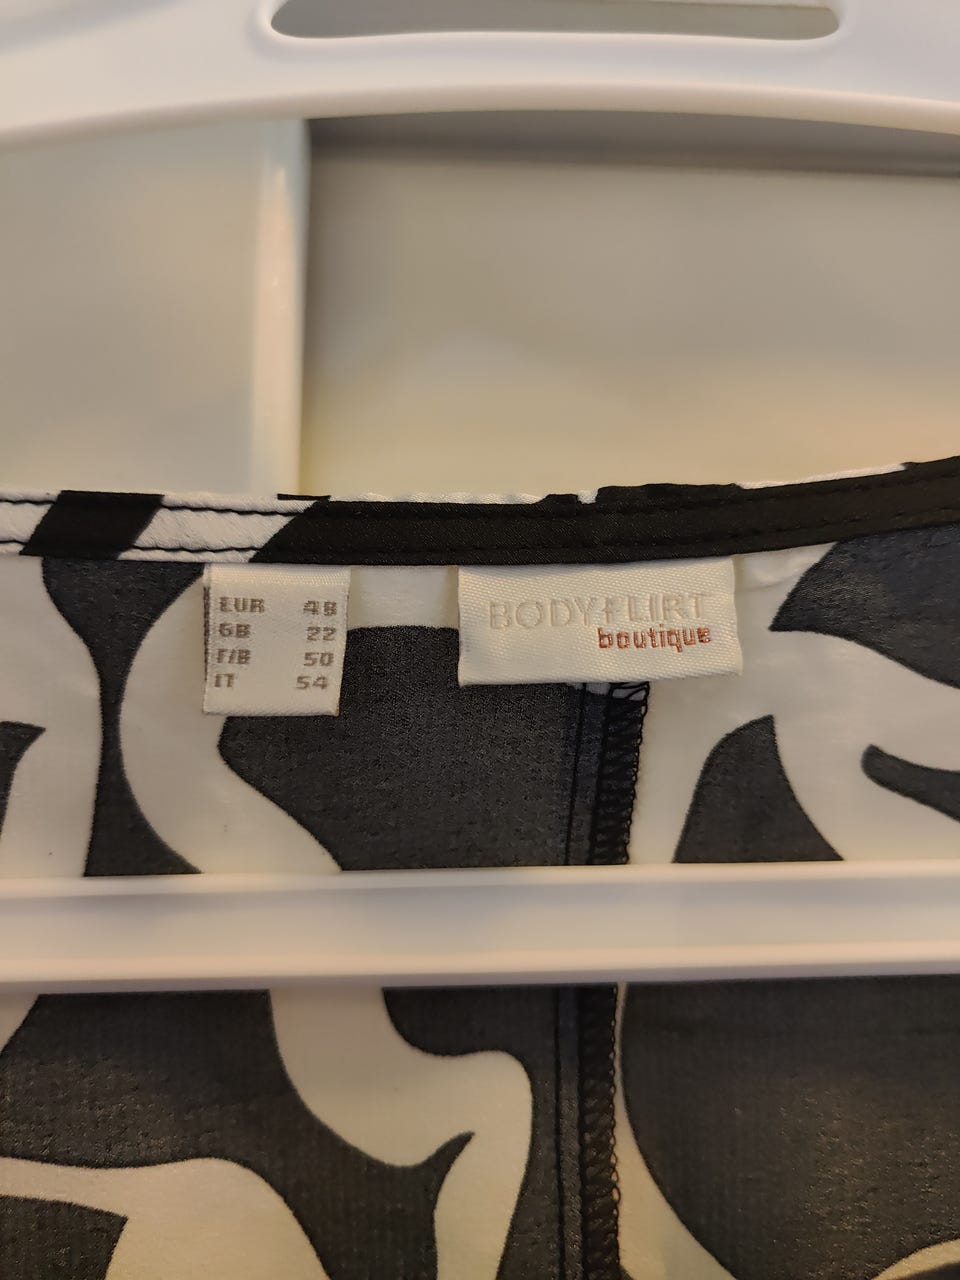 EUR 48
GB 22
F/B 50
IT 54
BODYFLIRT
boutique